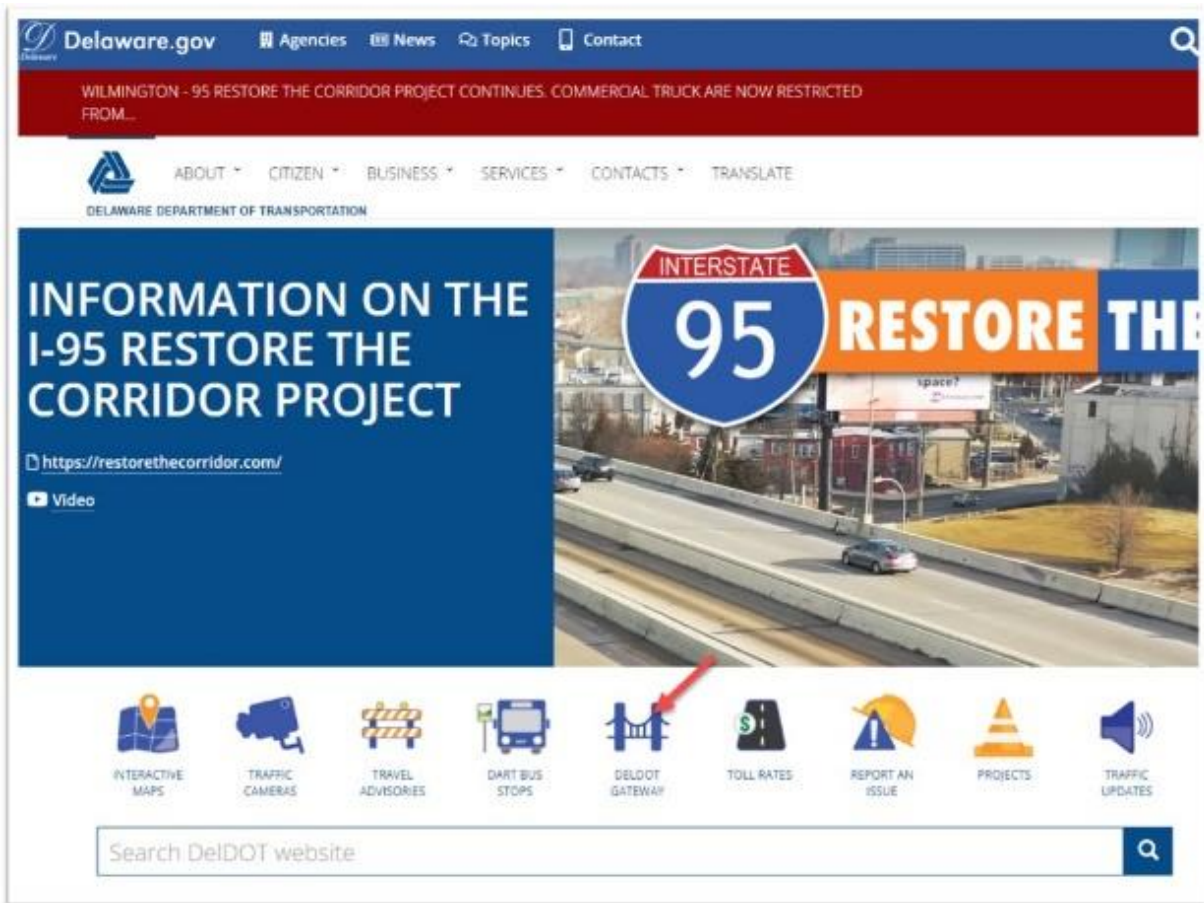 Delaware.gov Agencies News Topics Contact
WILMINGTON - 95 RESTORE THE CORRIDOR PROJECT CONTINUES. COMMERCIAL TRUCK ARE NOW RESTRICTED
FROM...
ABOUT CITIZEN BUSINESS SERVICES CONTACTS TRANSLATE
DELAWARE DEPARTMENT OF TRANSPORTATION
INFORMATION ON THE
I-95 RESTORE THE
CORRIDOR PROJECT
https://restorethecorridor.com/
Video
INTERSTATE
95
RESTORE THE
space?
INTERACTIVE
MAPS
TRAFFIC
CAMERAS
TRAVEL
ADVISORIES
DART BUS
STOPS
DELDOT
GATEWAY
TOLL RATES
REPORT AN
ISSUE
PROJECTS
TRAFFIC
UPDATES
Search DelDOT website